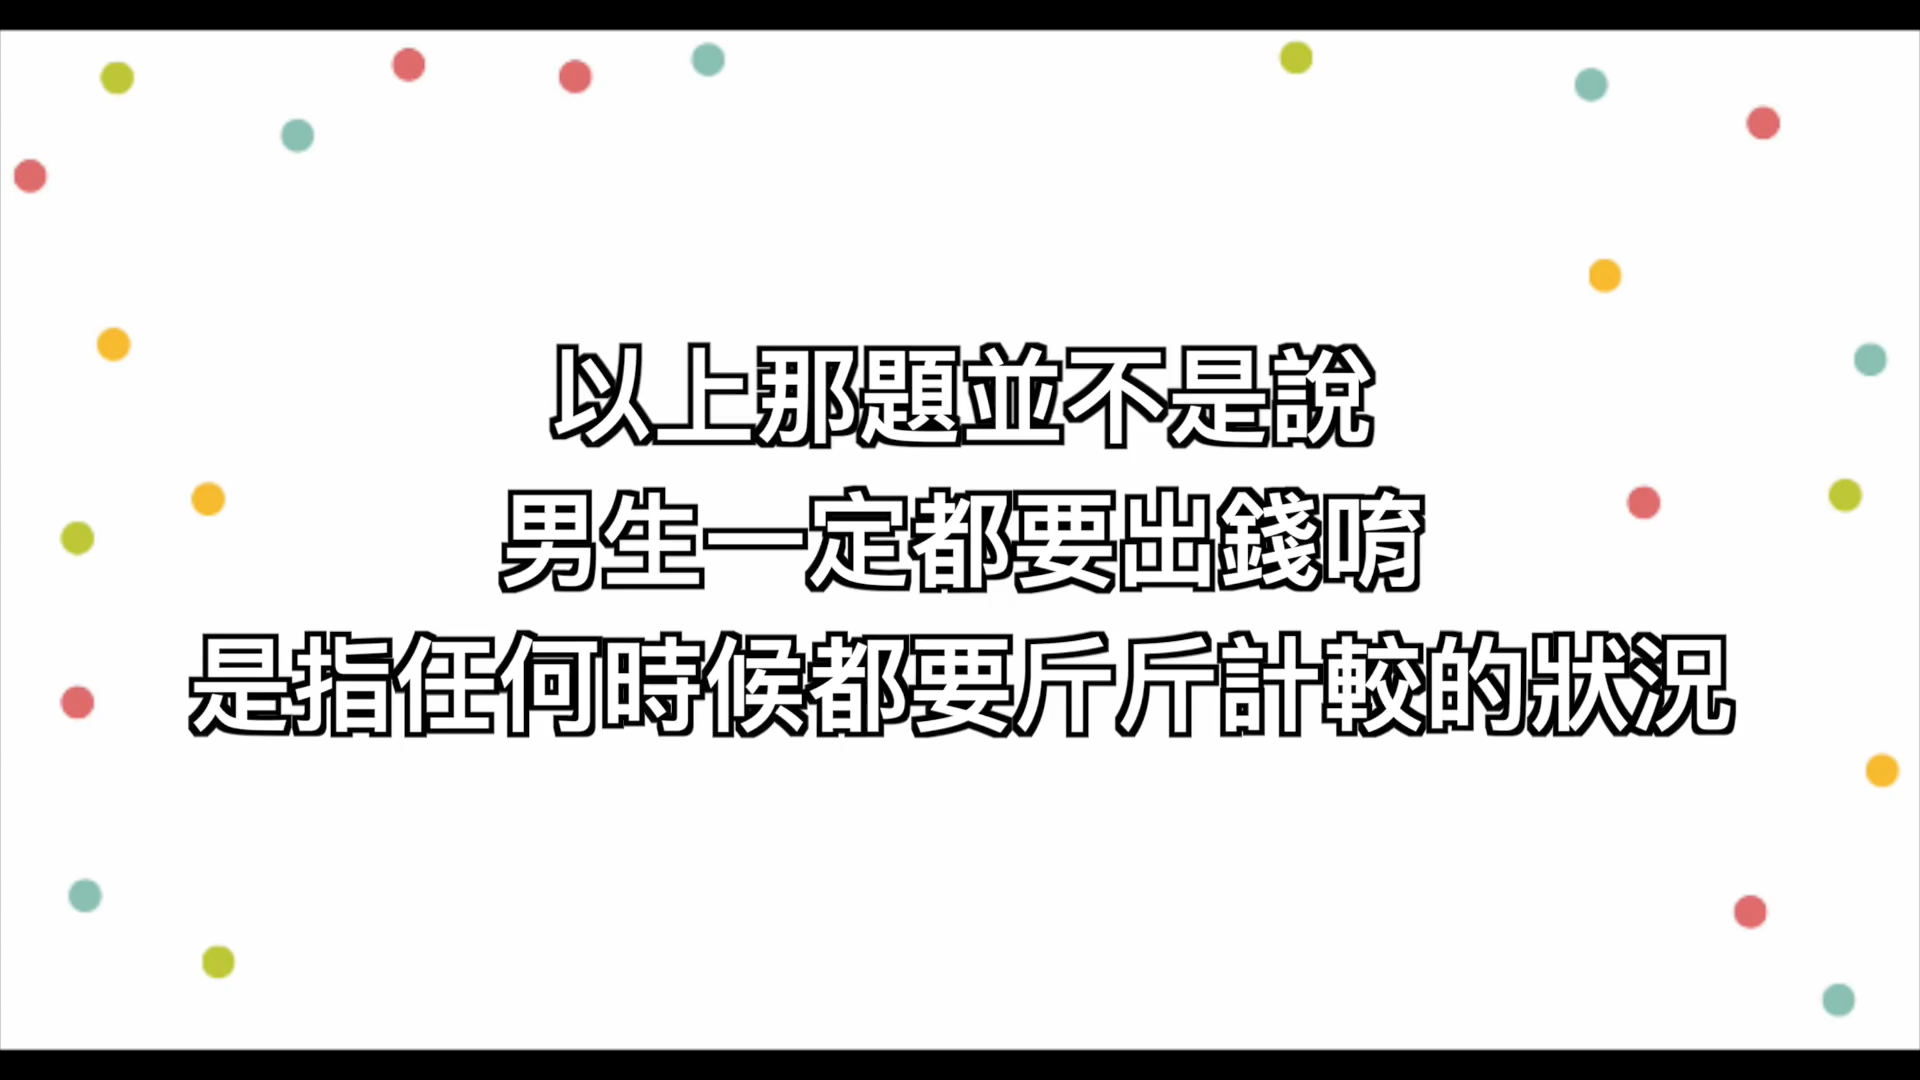 以上那題並不是說
男生一定都要出錢唷
是指任何時候都要斤斤計較的狀況